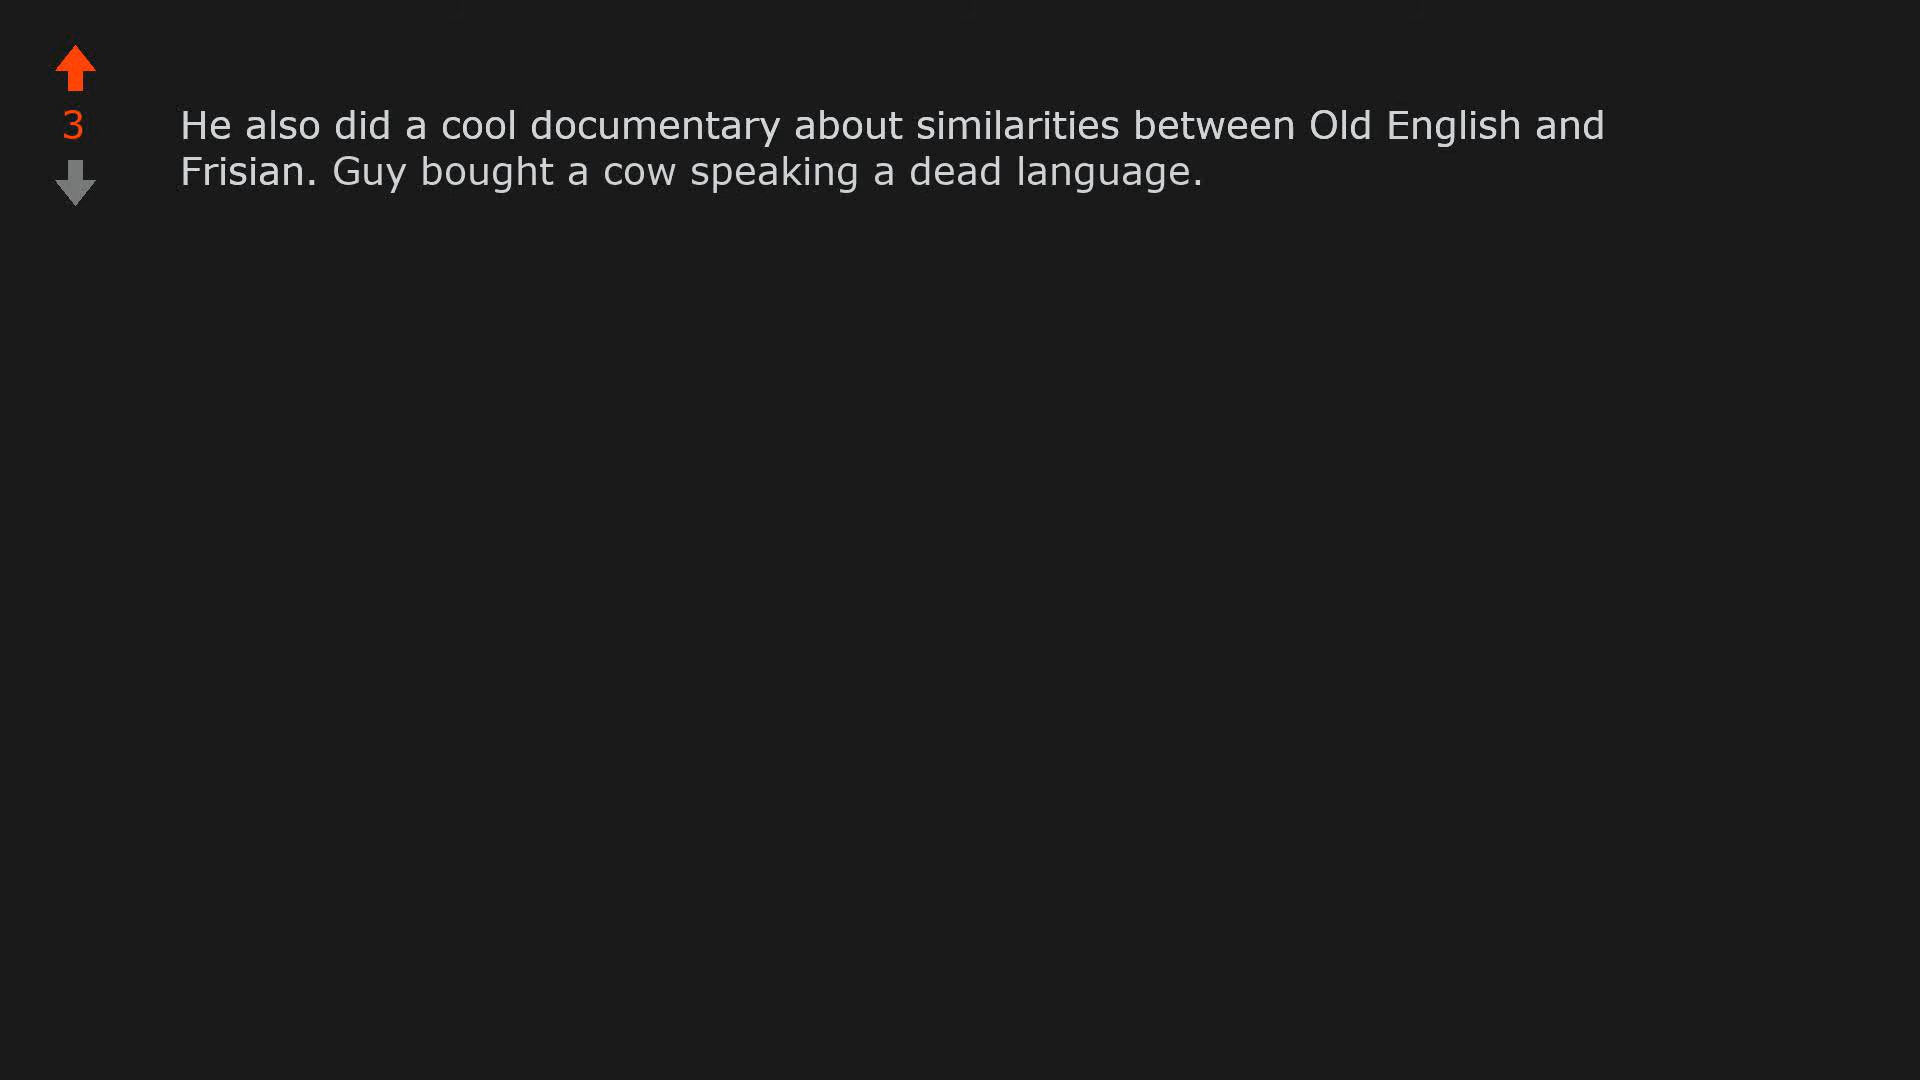 3
He also did a cool documentary about similarities between Old English and
Frisian. Guy bought a cow speaking a dead language.